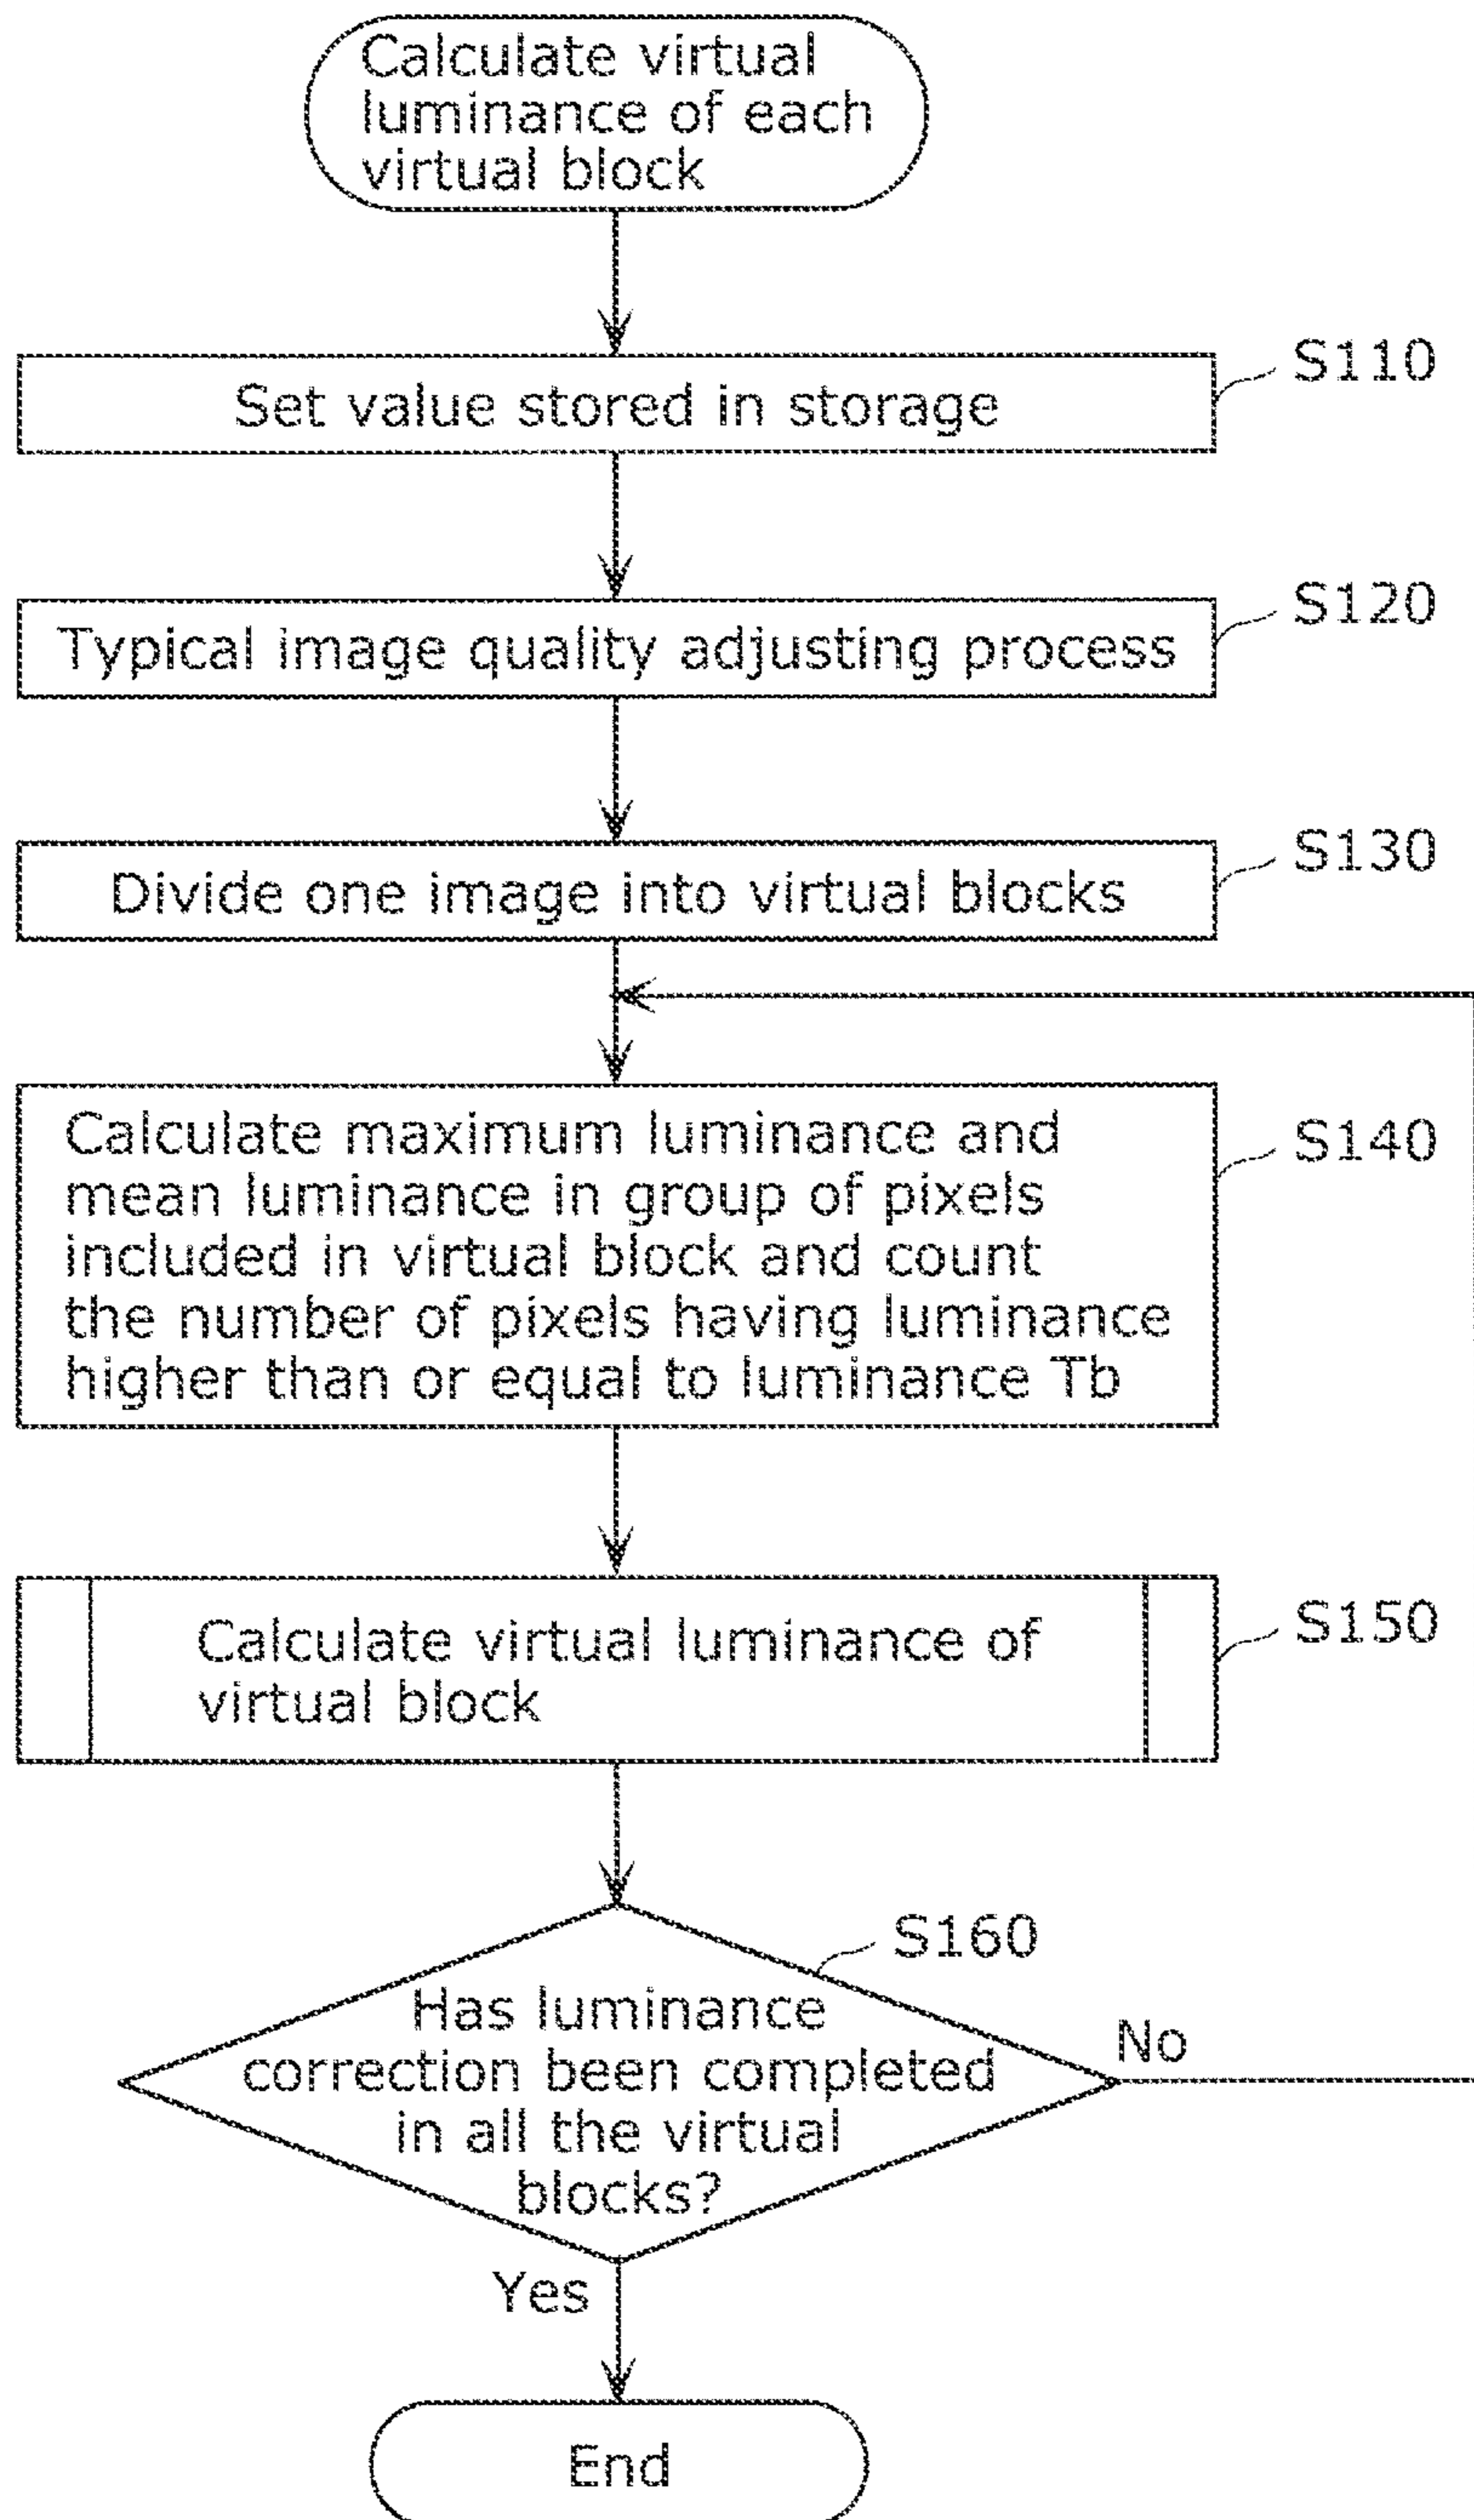 Calculate virtual
luminance of each
virtual block
S110
Set value stored in storage
S120
Typical image quality adjusting process
S130
Divide one image into virtual blocks
S140
Calculate maximum luminance and
mean luminance in group of pixels
included in virtual block and count
the number of pixels having luminance
higher than or equal to luminance Tb
S150
Calculate virtual luminance of
virtual block
S160
Has luminance
correction been completed
in all the virtual
blocks?
No
Yes
End